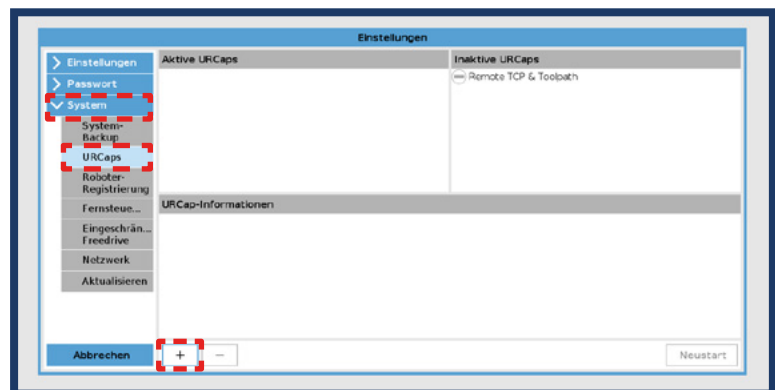 Einstellungen
Einstellungen
Passwort
System
System-
Backup
URCaps
Roboter-
Registrierung
Fernsteue...
Eingeschrän...
Freedrive
Netzwerk
Aktualisieren
Abbrechen
Aktive URCaps
Inaktive URCaps
Remote TCP & Toolpath
URCap-Informationen
+
−
Neustart